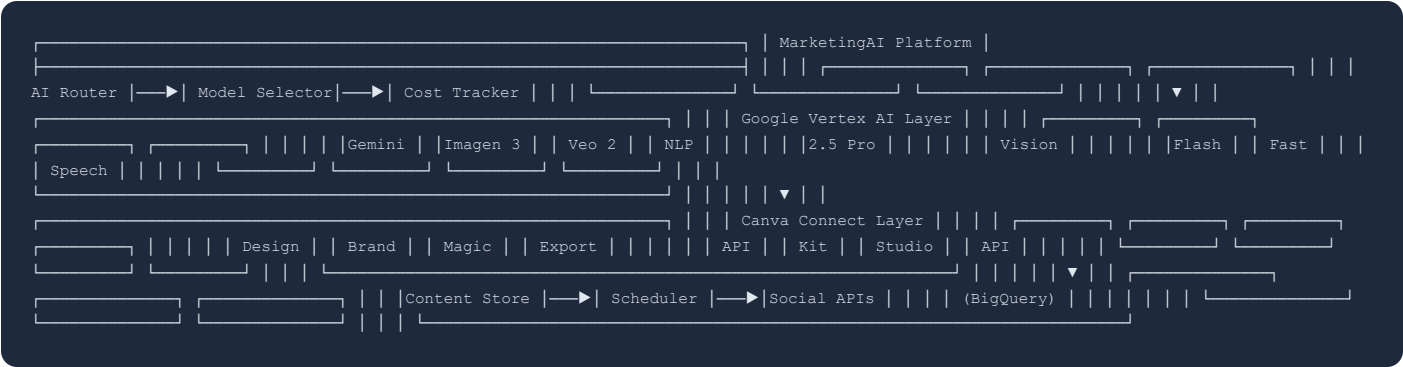 ┌─────────────────────────────────────────────────────────────────────────┐ │ MarketingAI Platform │
├─────────────────────────────────────────────────────────────────────────┤ │ │ │ ┌──────────────┐ ┌──────────────┐ ┌──────────────┐ │ │ │
AI Router │───▶│ Model Selector│───▶│ Cost Tracker │ │ │ └──────────────┘ └──────────────┘ └──────────────┘ │ │ │ │ │ ▼ │ │
┌─────────────────────────────────────────────────────────────────┐ │ │ │ Google Vertex AI Layer │ │ │ │ ┌─────────┐ ┌─────────┐
┌─────────┐ ┌─────────┐ │ │ │ │ │Gemini │ │Imagen 3 │ │ Veo 2 │ │ NLP │ │ │ │ │ │2.5 Pro │ │ │ │ │ │ Vision │ │ │ │ │ │Flash │ │ Fast │ │ │
│ Speech │ │ │ │ │ └─────────┘ └─────────┘ └─────────┘ └─────────┘ │ │ │
└─────────────────────────────────────────────────────────────────┘ │ │ │ │ │ ▼ │ │
┌─────────────────────────────────────────────────────────────────┐ │ │ │ Canva Connect Layer │ │ │ │ ┌─────────┐ ┌─────────┐ ┌─────────┐
┌─────────┐ │ │ │ │ │ Design │ │ Brand │ │ Magic │ │ Export │ │ │ │ │ │ API │ │ Kit │ │ Studio │ │ API │ │ │ │ │ └─────────┘ └─────────┘
└─────────┘ └─────────┘ │ │ │ └─────────────────────────────────────────────────────────────────┘ │ │ │ │ │ ▼ │ │ ┌──────────────┐
┌──────────────┐ ┌──────────────┐ │ │ │Content Store │───▶│ Scheduler │───▶│Social APIs │ │ │ │ (BigQuery) │ │ │ │ │ │ │ └──────────────┘
└──────────────┘ └──────────────┘ │ │ │ └─────────────────────────────────────────────────────────────────────────┘